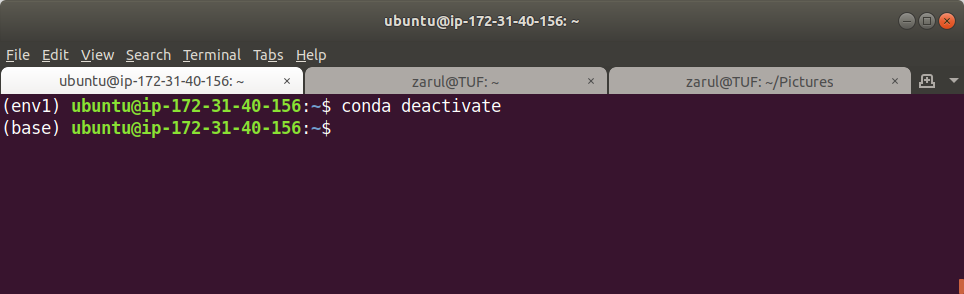 ubuntu@ip-172-31-40-156: ~
File Edit View Search Terminal Tabs Help
ubuntu@ip-172-31-40-156: ~ × zarul@TUF: ~ × zarul@TUF: ~/Pictures ×
(env1) ubuntu@ip-172-31-40-156:~$ conda deactivate
(base) ubuntu@ip-172-31-40-156:~$